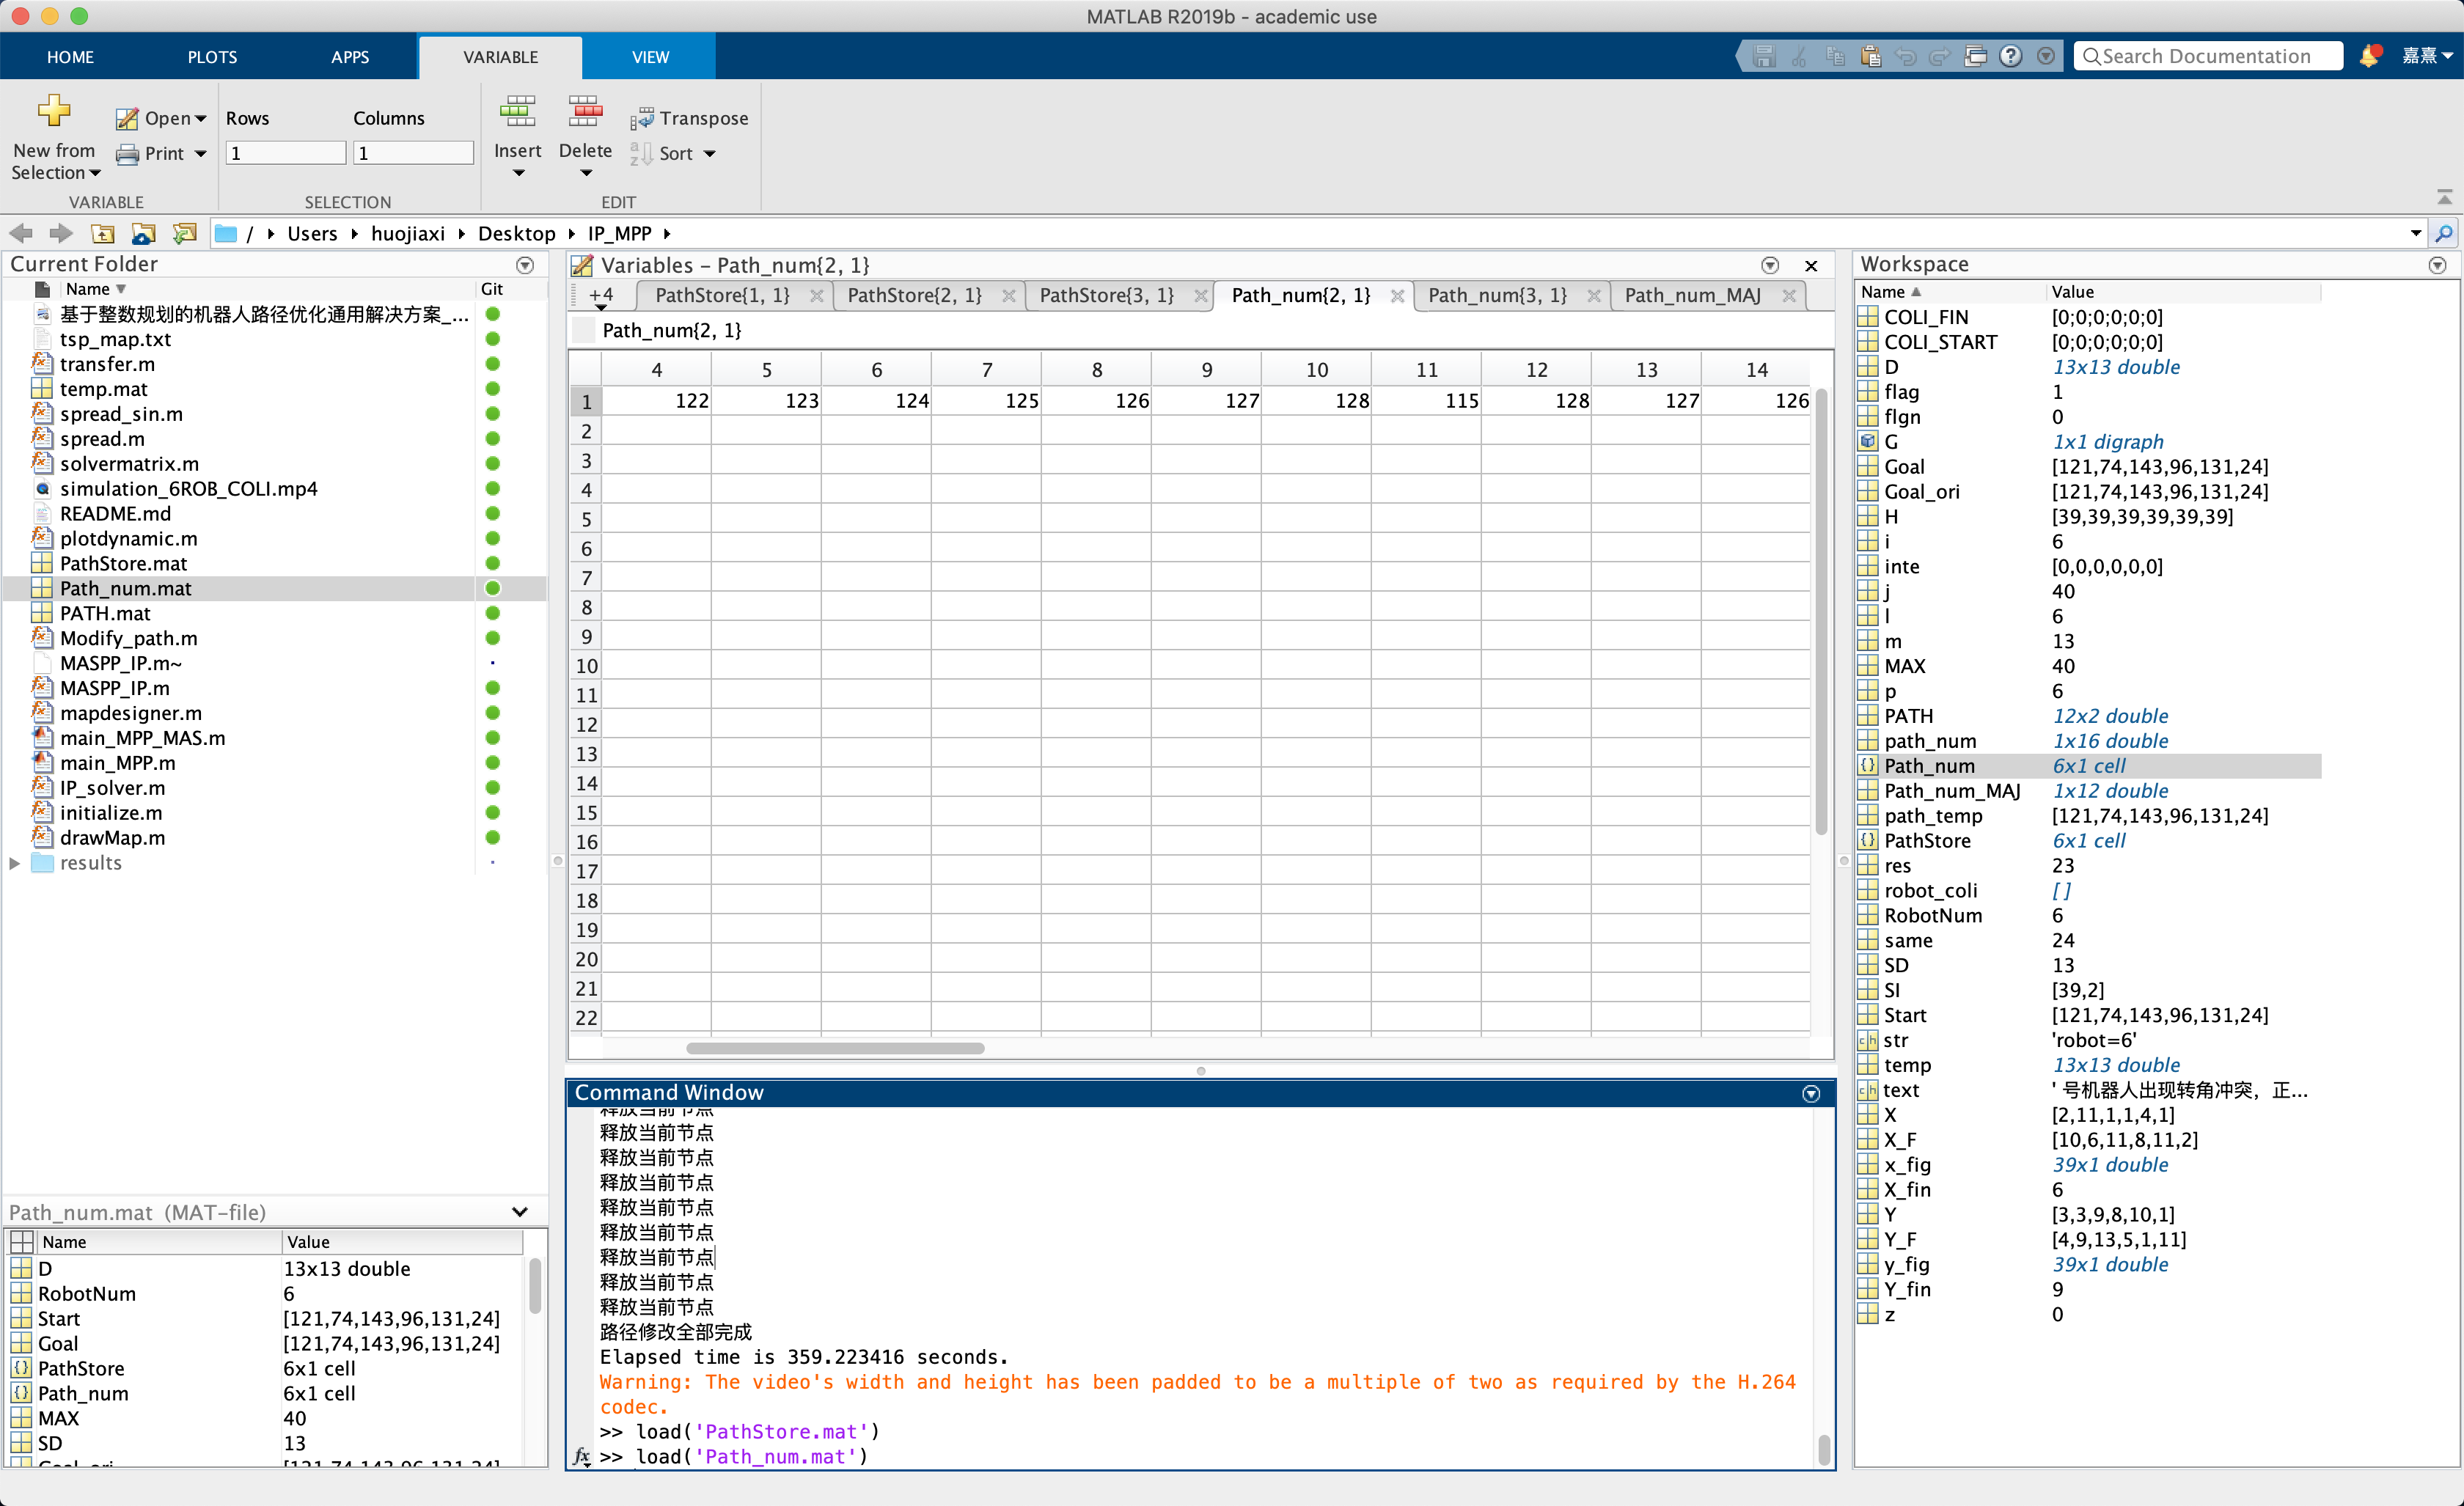 MATLAB R2019b - academic use
HOME PLOTS APPS VARIABLE VIEW Search Documentation 嘉熹
New from Selection
Open
Print
VARIABLE
Rows Columns
1 1
SELECTION
Insert Delete Transpose
Sort
EDIT
/ Users huojiaxi Desktop IP_MPP
Current Folder
Name Git
基于整数规划的机器人路径优化通用解决方案_...
tsp_map.txt
transfer.m
temp.mat
spread_sin.m
spread.m
solvermatrix.m
simulation_6ROB_COLI.mp4
README.md
plotdynamic.m
PathStore.mat
Path_num.mat
PATH.mat
Modify_path.m
MASPP_IP.m~
MASPP_IP.m
mapdesigner.m
main_MPP_MAS.m
main_MPP.m
IP_solver.m
initialize.m
drawMap.m
results
Path_num.mat (MAT-file)
Name Value
D 13x13 double
RobotNum 6
Start [121,74,143,96,131,24]
Goal [121,74,143,96,131,24]
PathStore 6x1 cell
Path_num 6x1 cell
MAX 40
SD 13
Goal_ori [121,74,143,96,131,24]
Variables - Path_num{2, 1}
+4 PathStore{1, 1} PathStore{2, 1} PathStore{3, 1} Path_num{2, 1} Path_num{3, 1} Path_num_MAJ
Path_num{2, 1}
4 5 6 7 8 9 10 11 12 13 14
1 122 123 124 125 126 127 128 115 128 127 126
2
3
4
5
6
7
8
9
10
11
12
13
14
15
16
17
18
19
20
21
22
Command Window
释放当前节点
释放当前节点
释放当前节点
释放当前节点
释放当前节点
释放当前节点
释放当前节点
释放当前节点
释放当前节点
路径修改全部完成
Elapsed time is 359.223416 seconds.
Warning: The video's width and height has been padded to be a multiple of two as required by the H.264
codec.
>> load('PathStore.mat')
fx >> load('Path_num.mat')
Workspace
Name Value
COLI_FIN [0;0;0;0;0;0]
COLI_START [0;0;0;0;0;0]
D 13x13 double
flag 1
flgn 0
G 1x1 digraph
Goal [121,74,143,96,131,24]
Goal_ori [121,74,143,96,131,24]
H [39,39,39,39,39,39]
i 6
inte [0,0,0,0,0,0]
j 40
l 6
m 13
MAX 40
p 6
PATH 12x2 double
path_num 1x16 double
Path_num 6x1 cell
Path_num_MAJ 1x12 double
path_temp [121,74,143,96,131,24]
PathStore 6x1 cell
res 23
robot_coli []
RobotNum 6
same 24
SD 13
SI [39,2]
Start [121,74,143,96,131,24]
str 'robot=6'
temp 13x13 double
text ' 号机器人出现转角冲突，正...
X [2,11,1,1,4,1]
X_F [10,6,11,8,11,2]
x_fig 39x1 double
X_fin 6
Y [3,3,9,8,10,1]
Y_F [4,9,13,5,1,11]
y_fig 39x1 double
Y_fin 9
z 0